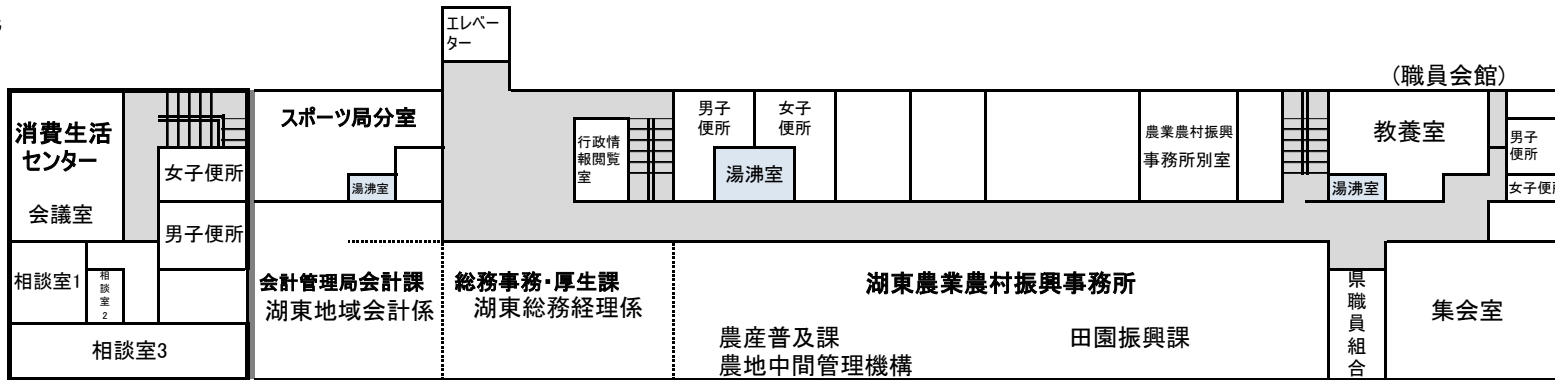 エレベー
ター
(職員会館)
消費生活
センター
会議室
女子便所
男子便所
相談室1
相談室2
相談室3
スポーツ局分室
湯沸室
会計管理局会計課
湖東地域会計係
総務事務・厚生課
湖東総務経理係
行政情
報閲覧
室
男子
便所
女子
便所
湯沸室
農業農村振興
事務所別室
湖東農業農村振興事務所
農産普及課
農地中間管理機構
田園振興課
教養室
湯沸室
男子
便所
女子便所
県職員組合
集会室